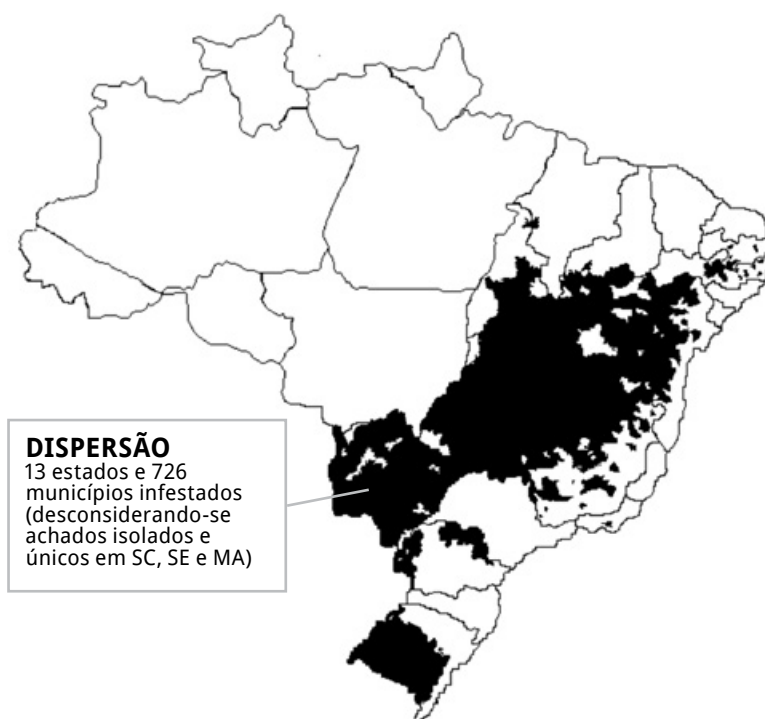 DISPERSÃO
13 estados e 726
municípios infestados
(desconsiderando-se
achados isolados e
únicos em SC, SE e MA)